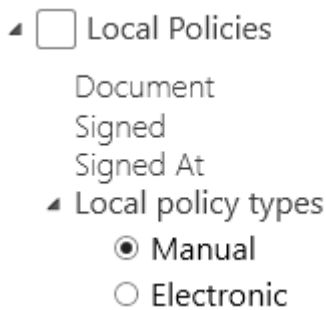 Local Policies
Document
Signed
Signed At
Local policy types
Manual
Electronic